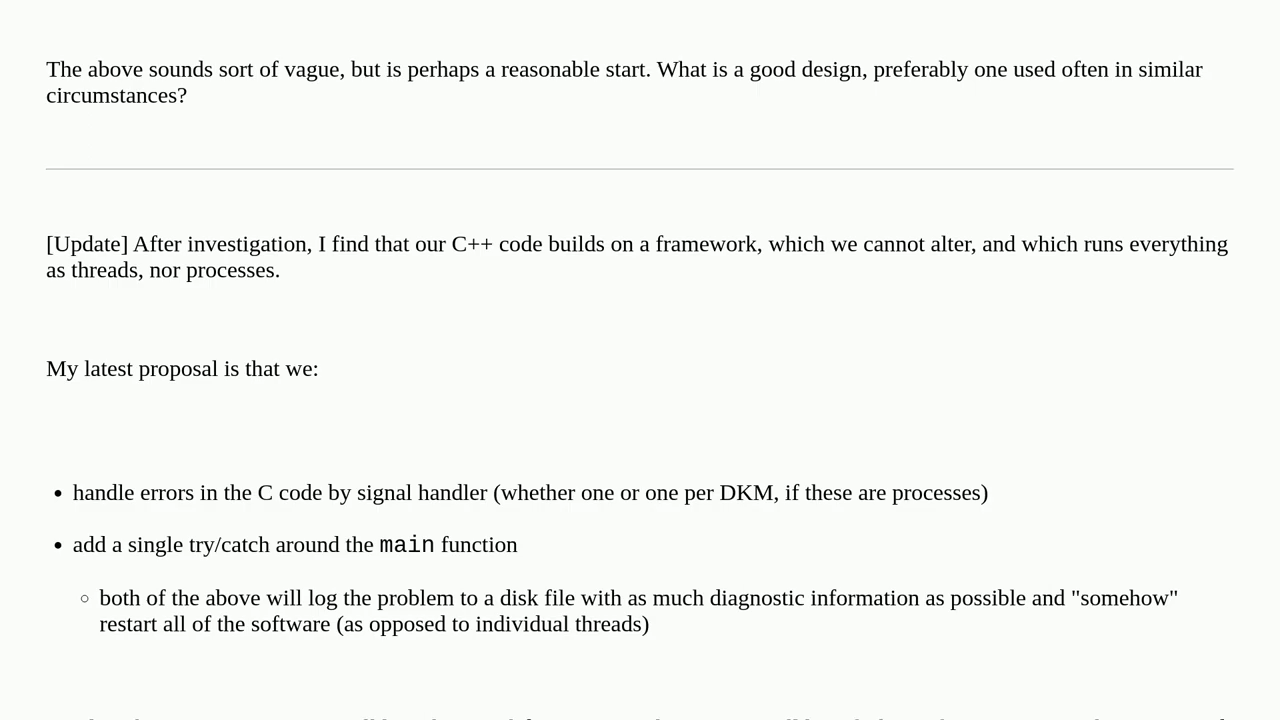 The above sounds sort of vague, but is perhaps a reasonable start. What is a good design, preferably one used often in similar
circumstances?
[Update] After investigation, I find that our C++ code builds on a framework, which we cannot alter, and which runs everything
as threads, nor processes.
My latest proposal is that we:
handle errors in the C code by signal handler (whether one or one per DKM, if these are processes)
add a single try/catch around the main function
both of the above will log the problem to a disk file with as much diagnostic information as possible and "somehow"
restart all of the software (as opposed to individual threads)